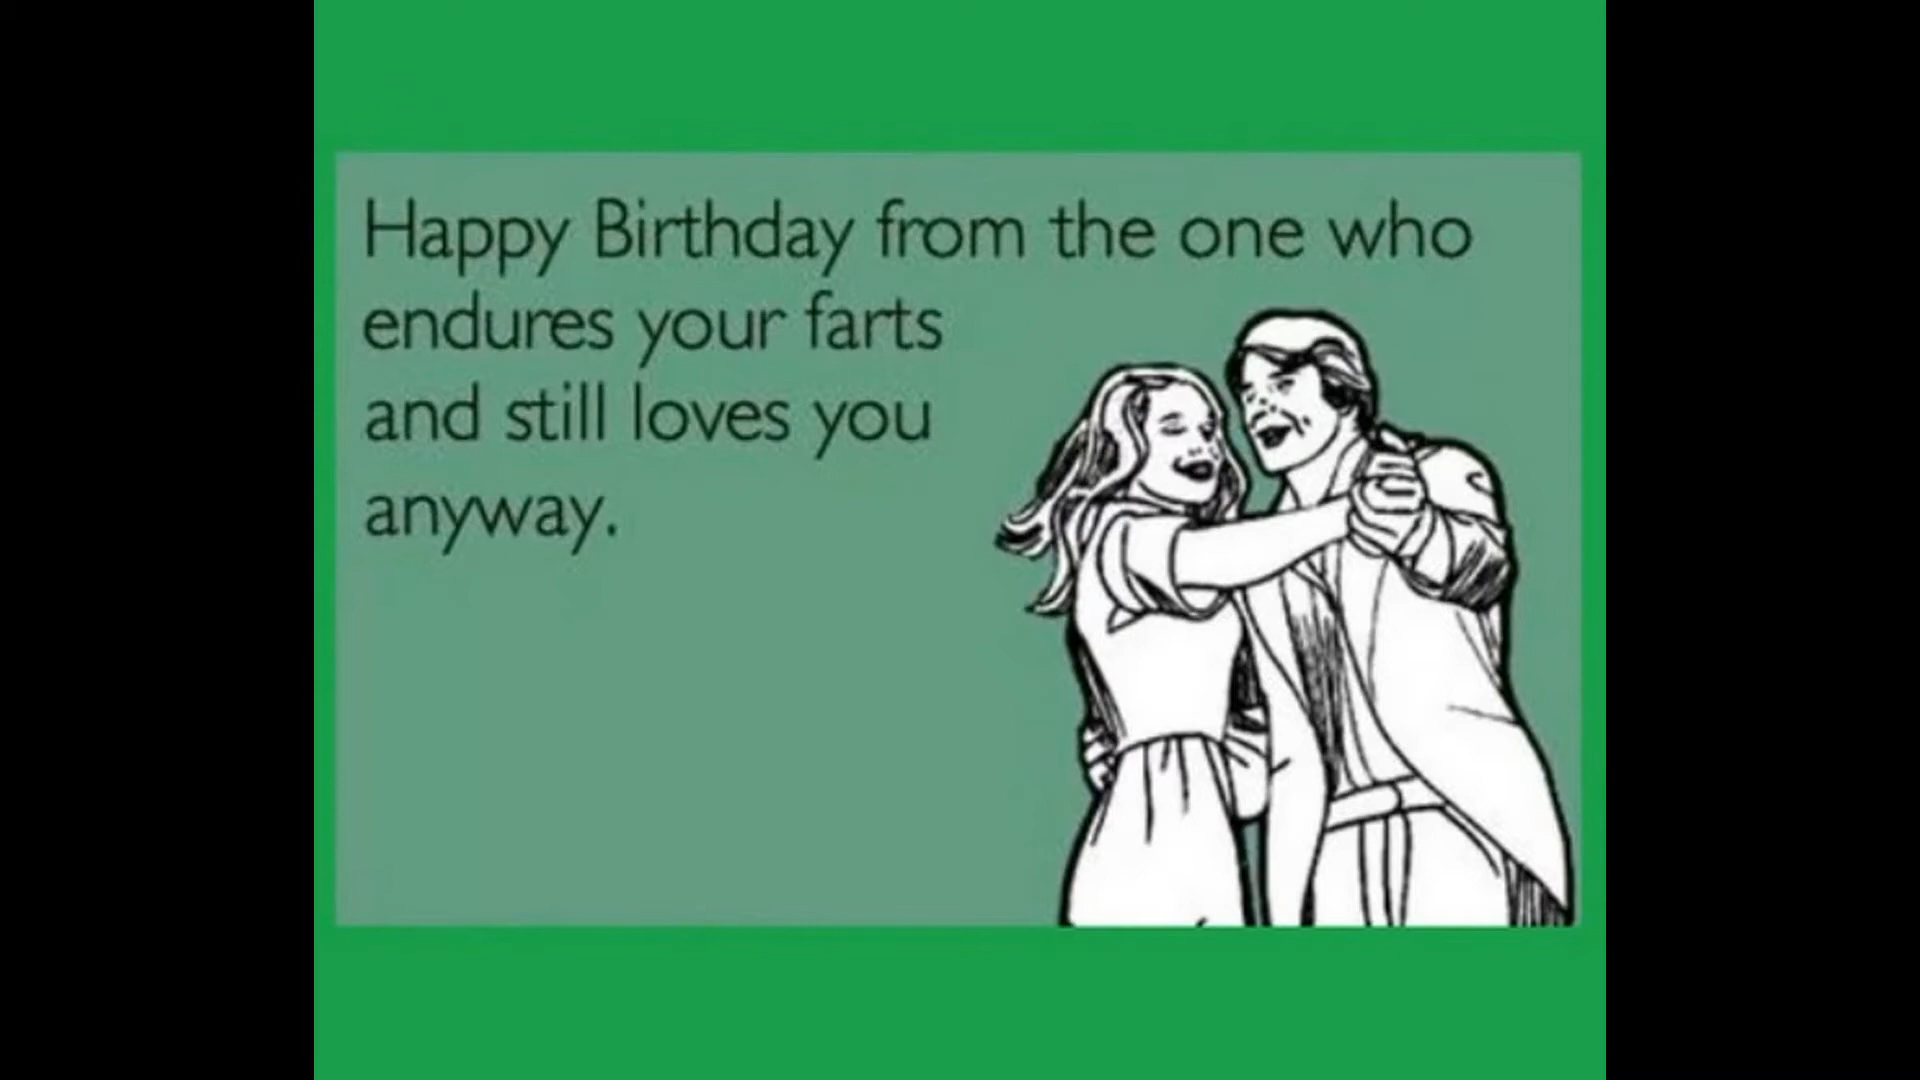 Happy Birthday from the one who
endures your farts
and still loves you
anyway.